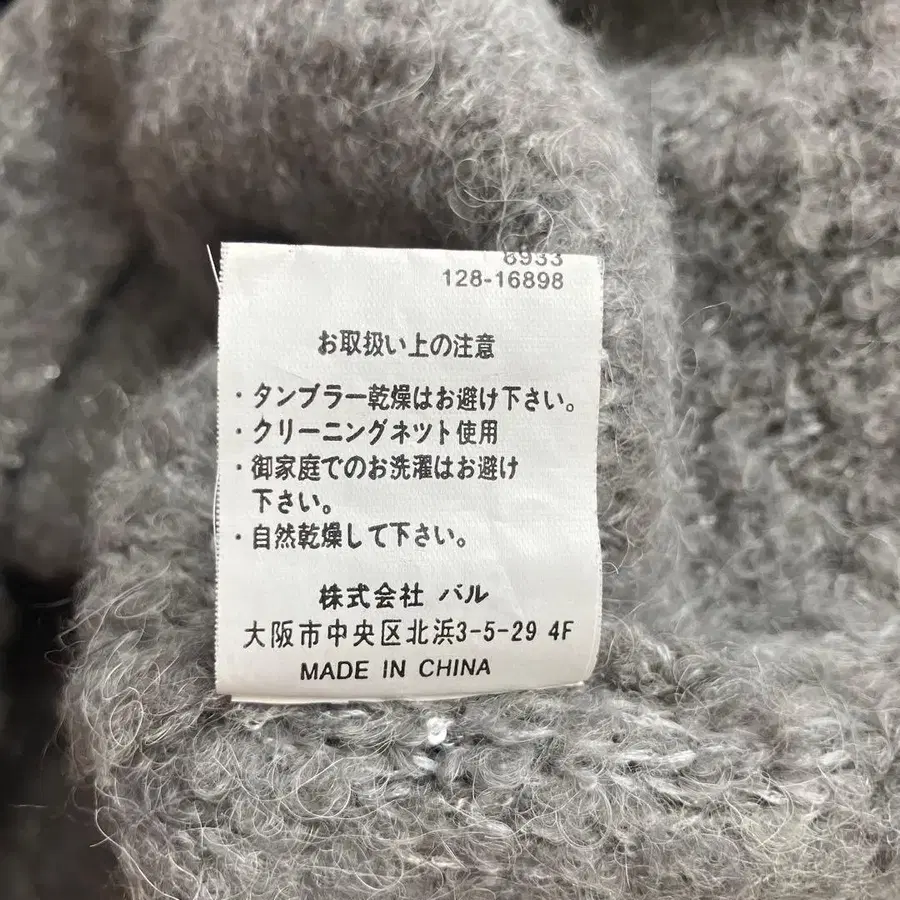 8933
128-16898
お取扱い上の注意
・タンブラー乾燥はお避け下さい。
・クリーニングネット使用
・御家庭でのお洗濯はお避け
下さい。
・自然乾燥して下さい。
株式会社 バル
大阪市中央区北浜3-5-29 4F
MADE IN CHINA